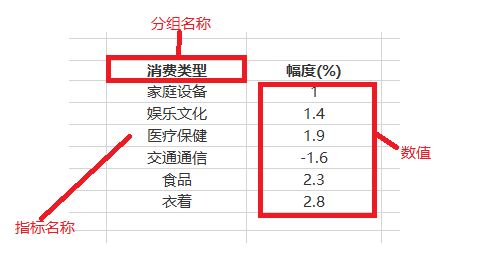 分组名称
消费类型 幅度(%)
家庭设备 1
娱乐文化 1.4
医疗保健 1.9
交通通信 -1.6
数值
食品 2.3
衣着 2.8
指标名称